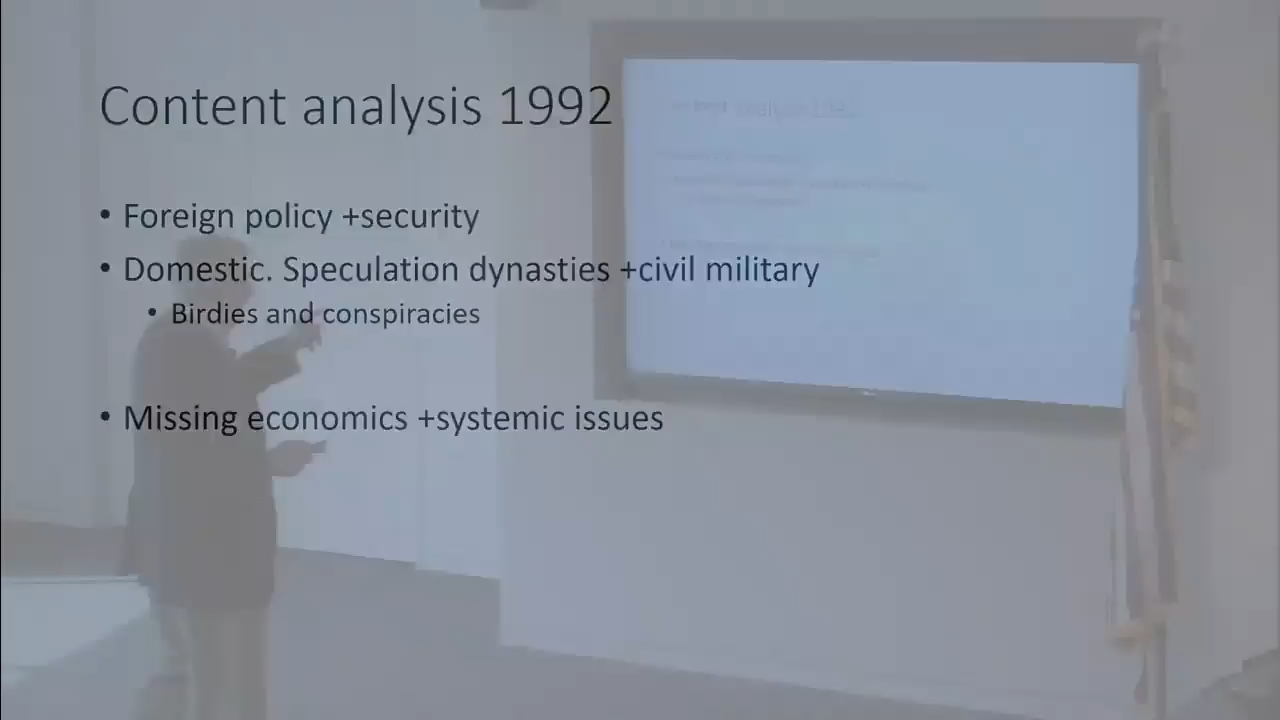 Content analysis 1992
• Foreign policy +security
• Domestic. Speculation dynasties +civil military
• Birdies and conspiracies
• Missing economics +systemic issues